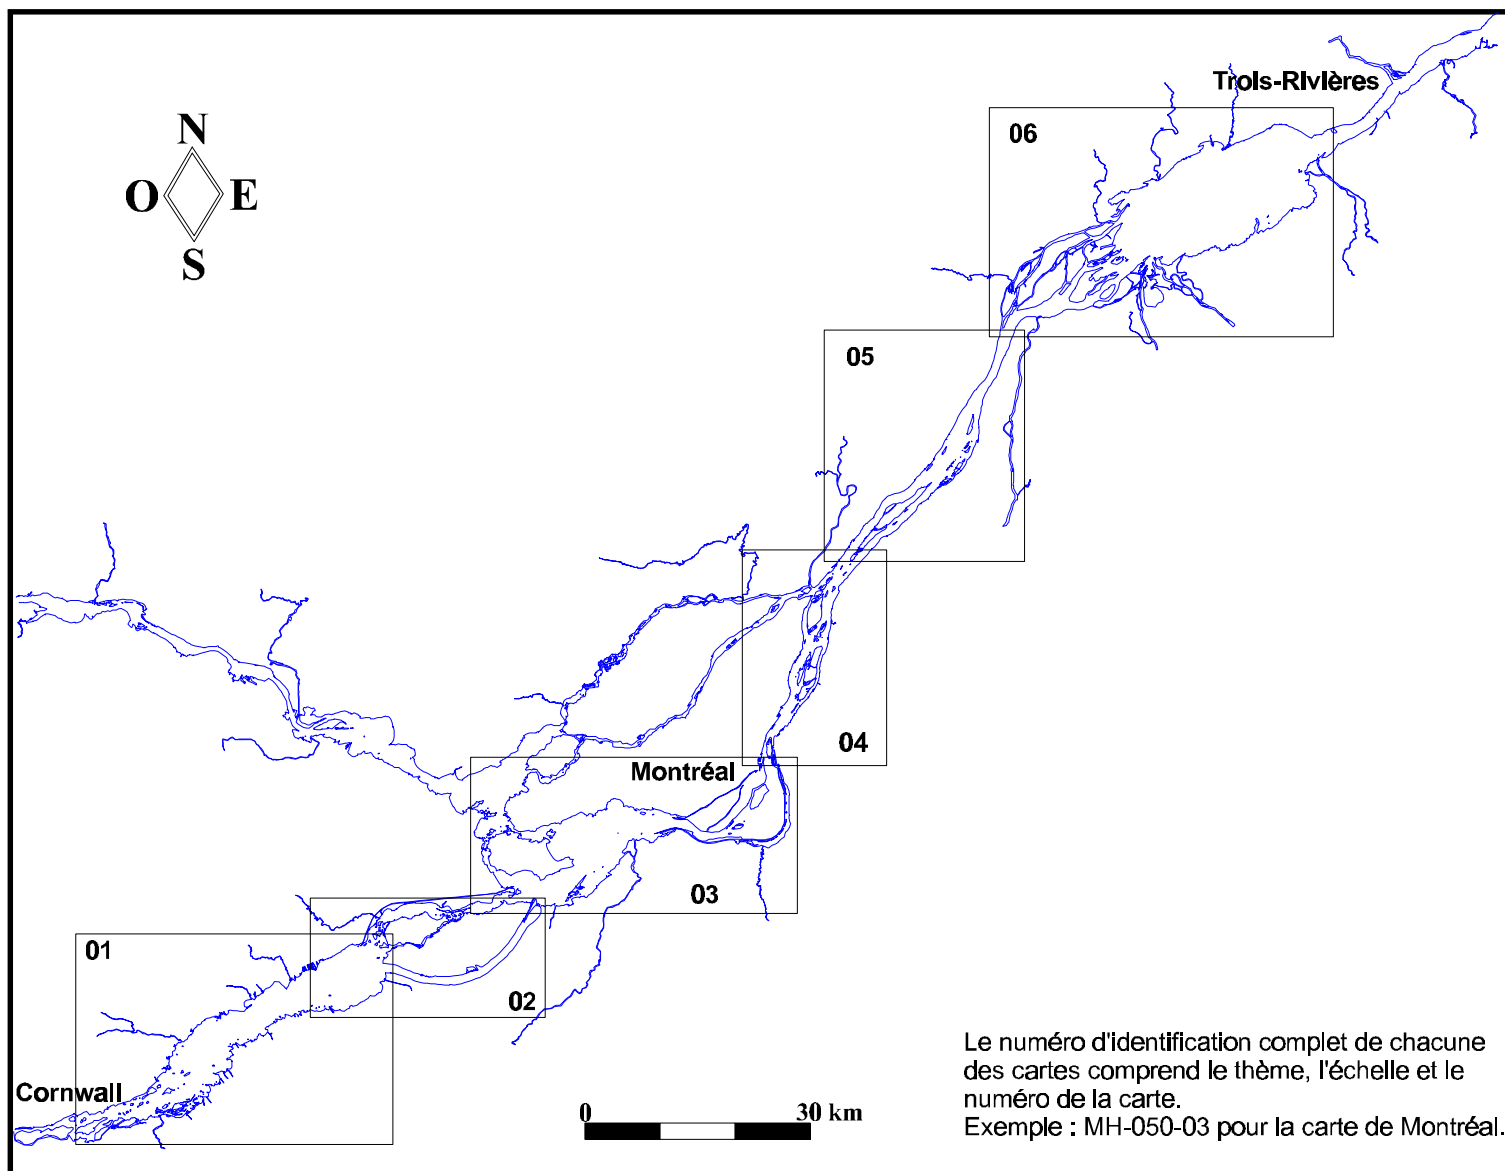 Trois-Rivières
06
N
O E
S
05
04
Montréal
03
01
02
Cornwall
0 30 km
Le numéro d'identification complet de chacune
des cartes comprend le thème, l'échelle et le
numéro de la carte.
Exemple : MH-050-03 pour la carte de Montréal.